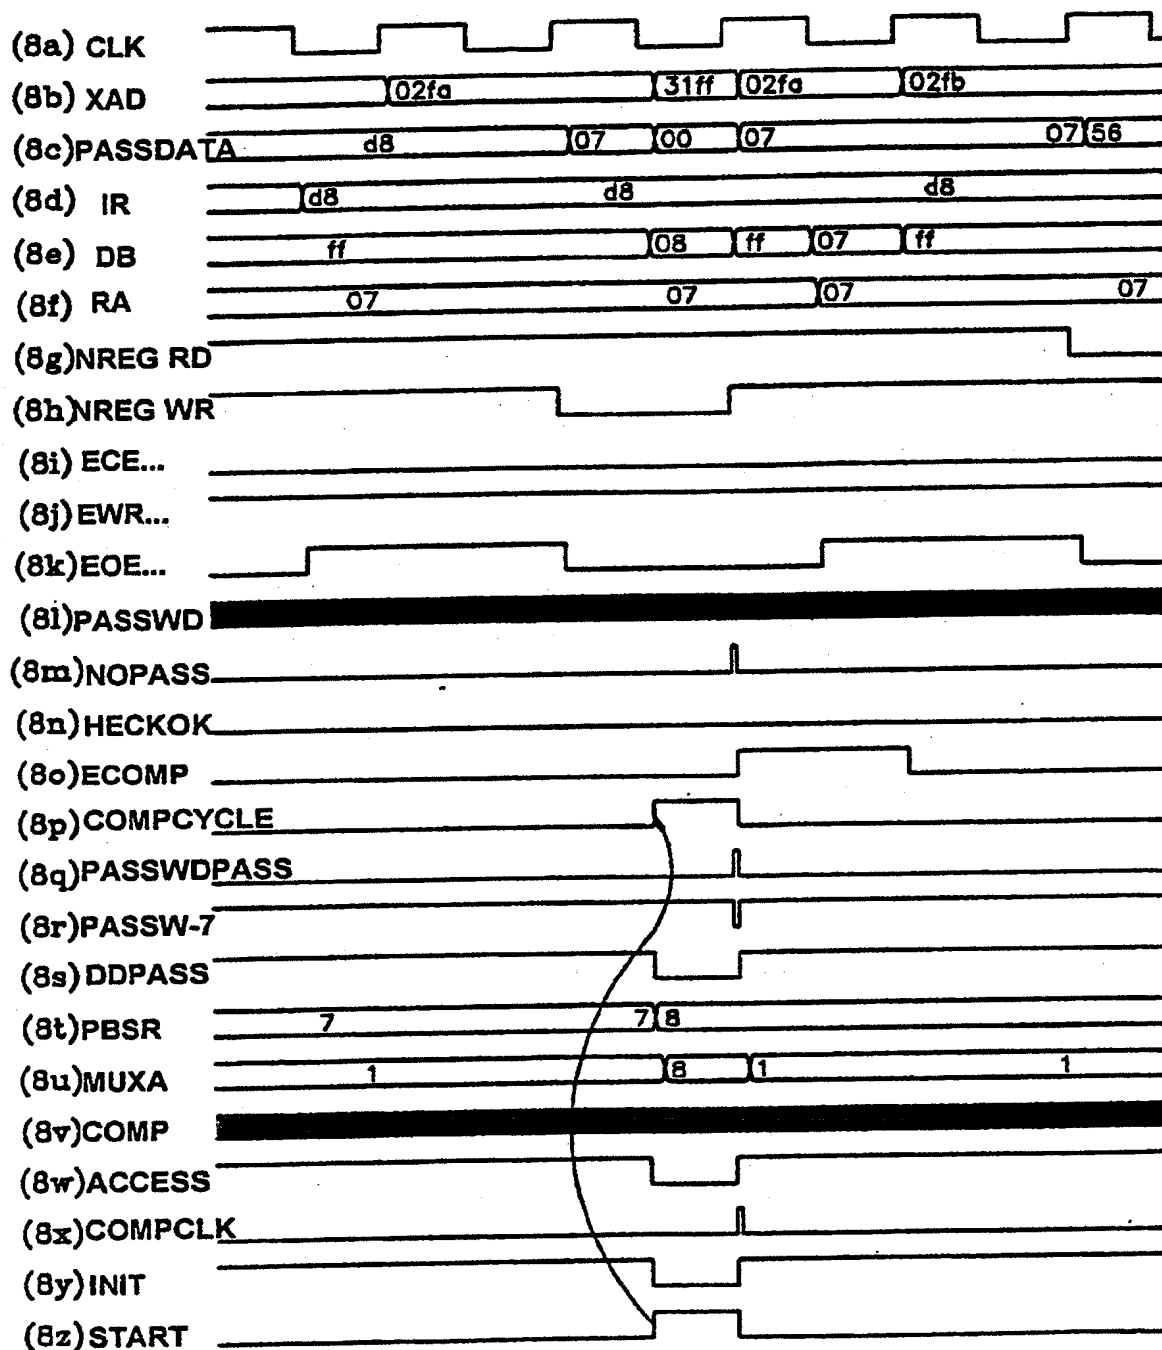 (8a) CLK
(8b) XAD 02fa 31ff 02fa 02fb
(8c)PASSDATA d8 07 00 07 07 56
(8d) IR d8 d8 d8
(8e) DB ff 08 ff 07 ff
(8f) RA 07 07 07 07
(8g)NREG RD
(8h)NREG WR
(8i) ECE...
(8j) EWR...
(8k)EOE...
(8l)PASSWD
(8m)NOPASS
(8n)HECKOK
(8o)ECOMP
(8p)COMPCYCLE
(8q)PASSWDPASS
(8r)PASSW-7
(8s)DDPASS
(8t)PBSR 7 7 8
(8u)MUXA 1 8 1 1
(8v)COMP
(8w)ACCESS
(8x)COMPCLK
(8y)INIT
(8z)START